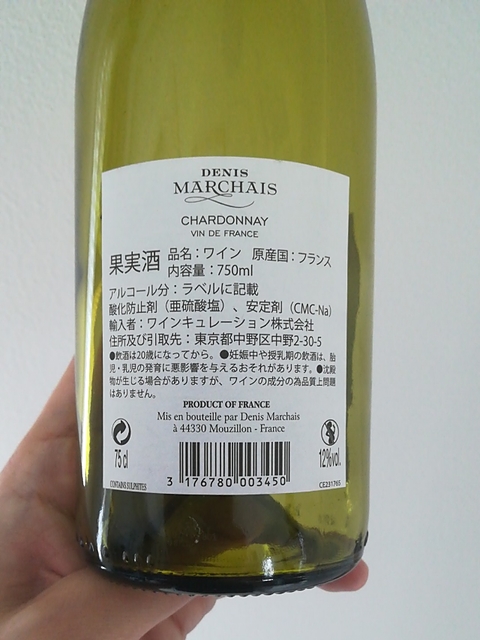 DENIS
MARCHAIS
CHARDONNAY
VIN DE FRANCE
果実酒 品名：ワイン 原産国：フランス
内容量：750ml
アルコール分：ラベルに記載
酸化防止剤（亜硫酸塩）、安定剤（CMC-Na）
輸入者：ワインキュレーション株式会社
住所及び引取先：東京都中野区中野2-30-5
●飲酒は20歳になってから。●妊娠中や授乳期の飲酒は、胎
児・乳児の発育に悪影響を与えるおそれがあります。●沈殿
物が生じる場合がありますが、ワインの成分の為品質上問題
はありません。
PRODUCT OF FRANCE
Mis en bouteille par Denis Marchais
à 44330 Mouzillon - France
75 cl
12%vol.
CONTAINS SULPHITES
3 176780 003450
CE231765